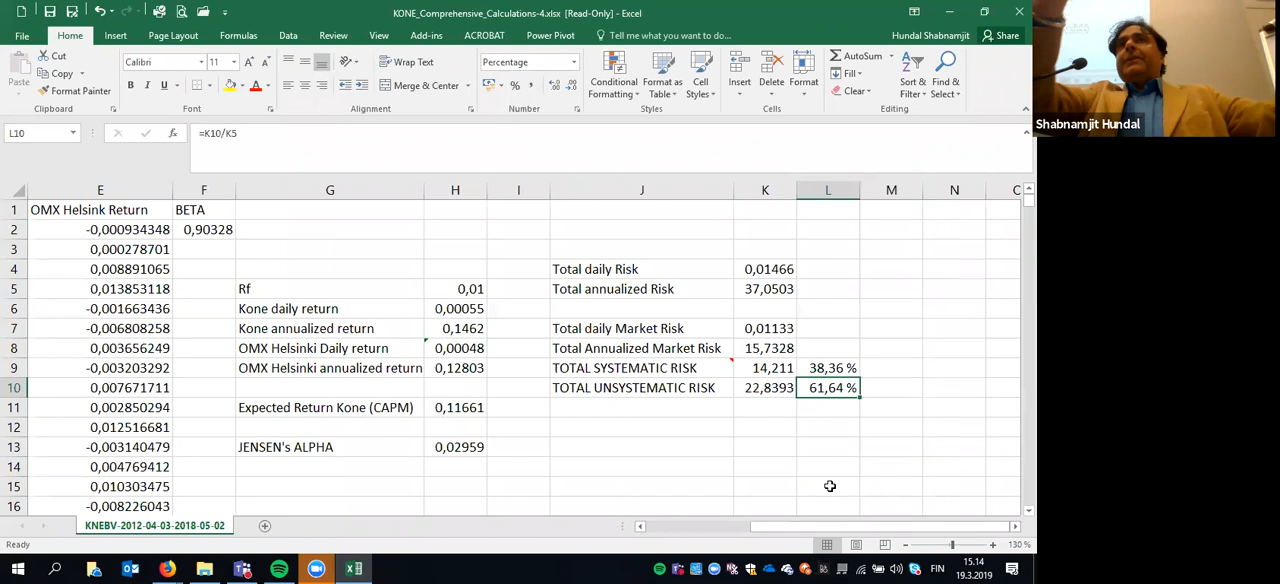 KONE_Comprehensive_Calculations-4.xlsx [Read-Only] - Excel
File Home Insert Page Layout Formulas Data Review View Add-ins ACROBAT Power Pivot Tell me what you want to do... Hundal Shabnamjit Share
Paste Cut Copy Format Painter Clipboard
Calibri 11 B I U Font
Wrap Text Merge & Center Alignment
Percentage % Number
Conditional Formatting Format as Table Cell Styles Styles
Insert Delete Format Cells
AutoSum Fill Clear Sort & Filter Find & Select Editing
L10 fx =K10/K5
E F G H I J K L M N C
1 OMX Helsink Return BETA
2 -0,000934348 0,90328
3 0,000278701
4 0,008891065 Total daily Risk 0,01466
5 0,013853118 Rf 0,01 Total annualized Risk 37,0503
6 -0,001663436 Kone daily return 0,00055
7 -0,006808258 Kone annualized return 0,1462 Total daily Market Risk 0,01133
8 0,003656249 OMX Helsinki Daily return 0,00048 Total Annualized Market Risk 15,7328
9 -0,003203292 OMX Helsinki annualized return 0,12803 TOTAL SYSTEMATIC RISK 14,211 38,36 %
10 0,007671711 TOTAL UNSYSTEMATIC RISK 22,8393 61,64 %
11 0,002850294 Expected Return Kone (CAPM) 0,11661
12 0,012516681
13 -0,003140479 JENSEN's ALPHA 0,02959
14 0,004769412
15 0,010303475
16 -0,008226043
KNEBV-2012-04-03-2018-05-02
Ready 130 %
FIN 15.14
19.3.2019
Shabnamjit Hundal